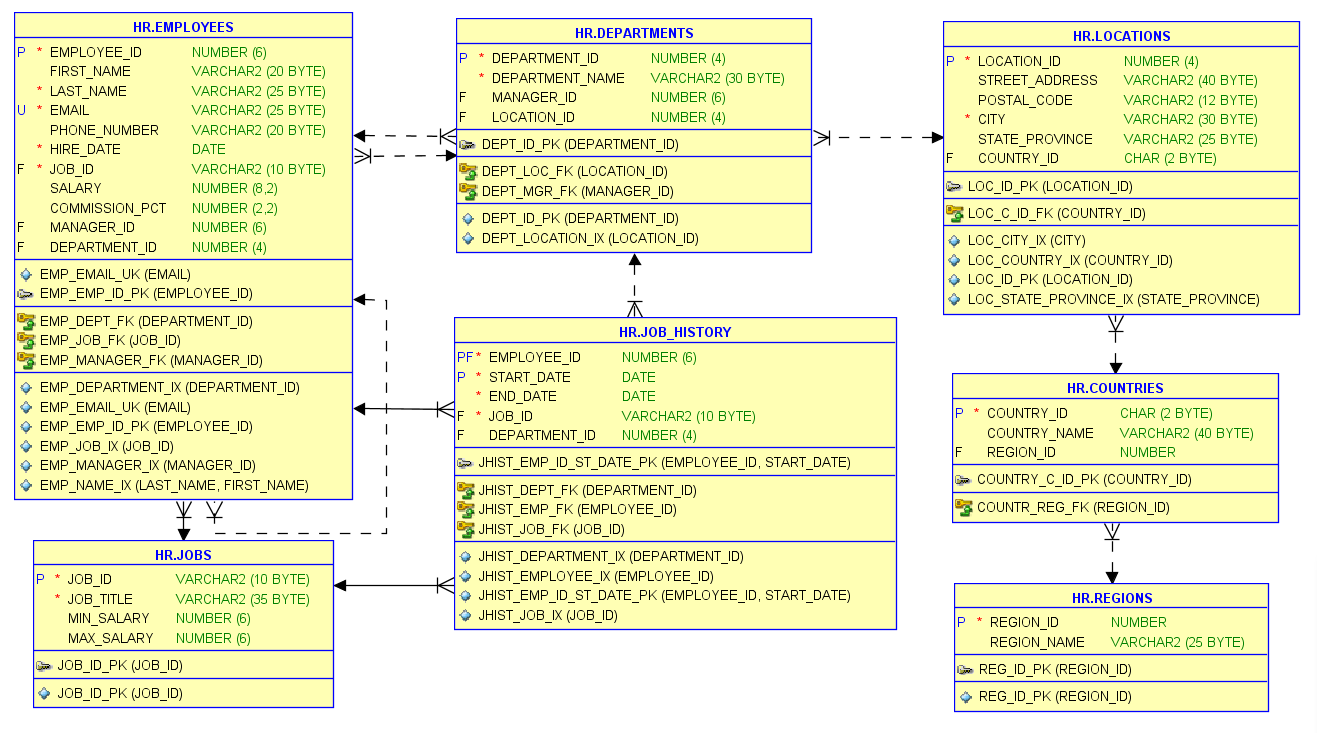 HR.EMPLOYEES
P * EMPLOYEE_ID NUMBER (6)
FIRST_NAME VARCHAR2 (20 BYTE)
* LAST_NAME VARCHAR2 (25 BYTE)
U * EMAIL VARCHAR2 (25 BYTE)
PHONE_NUMBER VARCHAR2 (20 BYTE)
* HIRE_DATE DATE
F * JOB_ID VARCHAR2 (10 BYTE)
SALARY NUMBER (8,2)
COMMISSION_PCT NUMBER (2,2)
F MANAGER_ID NUMBER (6)
F DEPARTMENT_ID NUMBER (4)
EMP_EMAIL_UK (EMAIL)
EMP_EMP_ID_PK (EMPLOYEE_ID)
EMP_DEPT_FK (DEPARTMENT_ID)
EMP_JOB_FK (JOB_ID)
EMP_MANAGER_FK (MANAGER_ID)
EMP_DEPARTMENT_IX (DEPARTMENT_ID)
EMP_EMAIL_UK (EMAIL)
EMP_EMP_ID_PK (EMPLOYEE_ID)
EMP_JOB_IX (JOB_ID)
EMP_MANAGER_IX (MANAGER_ID)
EMP_NAME_IX (LAST_NAME, FIRST_NAME)
HR.DEPARTMENTS
P * DEPARTMENT_ID NUMBER (4)
* DEPARTMENT_NAME VARCHAR2 (30 BYTE)
F MANAGER_ID NUMBER (6)
F LOCATION_ID NUMBER (4)
DEPT_ID_PK (DEPARTMENT_ID)
DEPT_LOC_FK (LOCATION_ID)
DEPT_MGR_FK (MANAGER_ID)
DEPT_ID_PK (DEPARTMENT_ID)
DEPT_LOCATION_IX (LOCATION_ID)
HR.LOCATIONS
P * LOCATION_ID NUMBER (4)
STREET_ADDRESS VARCHAR2 (40 BYTE)
POSTAL_CODE VARCHAR2 (12 BYTE)
* CITY VARCHAR2 (30 BYTE)
STATE_PROVINCE VARCHAR2 (25 BYTE)
F COUNTRY_ID CHAR (2 BYTE)
LOC_ID_PK (LOCATION_ID)
LOC_C_ID_FK (COUNTRY_ID)
LOC_CITY_IX (CITY)
LOC_COUNTRY_IX (COUNTRY_ID)
LOC_ID_PK (LOCATION_ID)
LOC_STATE_PROVINCE_IX (STATE_PROVINCE)
HR.JOB_HISTORY
PF * EMPLOYEE_ID NUMBER (6)
P * START_DATE DATE
* END_DATE DATE
F * JOB_ID VARCHAR2 (10 BYTE)
F DEPARTMENT_ID NUMBER (4)
JHIST_EMP_ID_ST_DATE_PK (EMPLOYEE_ID, START_DATE)
JHIST_DEPT_FK (DEPARTMENT_ID)
JHIST_EMP_FK (EMPLOYEE_ID)
JHIST_JOB_FK (JOB_ID)
JHIST_DEPARTMENT_IX (DEPARTMENT_ID)
JHIST_EMPLOYEE_IX (EMPLOYEE_ID)
JHIST_EMP_ID_ST_DATE_PK (EMPLOYEE_ID, START_DATE)
JHIST_JOB_IX (JOB_ID)
HR.COUNTRIES
P * COUNTRY_ID CHAR (2 BYTE)
COUNTRY_NAME VARCHAR2 (40 BYTE)
F REGION_ID NUMBER
COUNTRY_C_ID_PK (COUNTRY_ID)
COUNTR_REG_FK (REGION_ID)
HR.JOBS
P * JOB_ID VARCHAR2 (10 BYTE)
* JOB_TITLE VARCHAR2 (35 BYTE)
MIN_SALARY NUMBER (6)
MAX_SALARY NUMBER (6)
JOB_ID_PK (JOB_ID)
JOB_ID_PK (JOB_ID)
HR.REGIONS
P * REGION_ID NUMBER
REGION_NAME VARCHAR2 (25 BYTE)
REG_ID_PK (REGION_ID)
REG_ID_PK (REGION_ID)